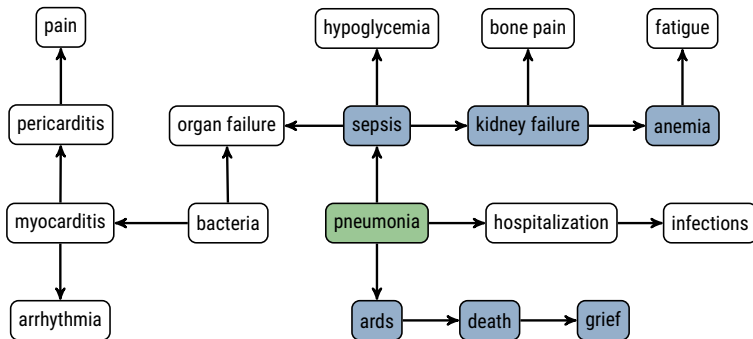 pain
hypoglycemia
bone pain
fatigue
pericarditis
organ failure
sepsis
kidney failure
anemia
myocarditis
bacteria
pneumonia
hospitalization
infections
arrhythmia
ards
death
grief